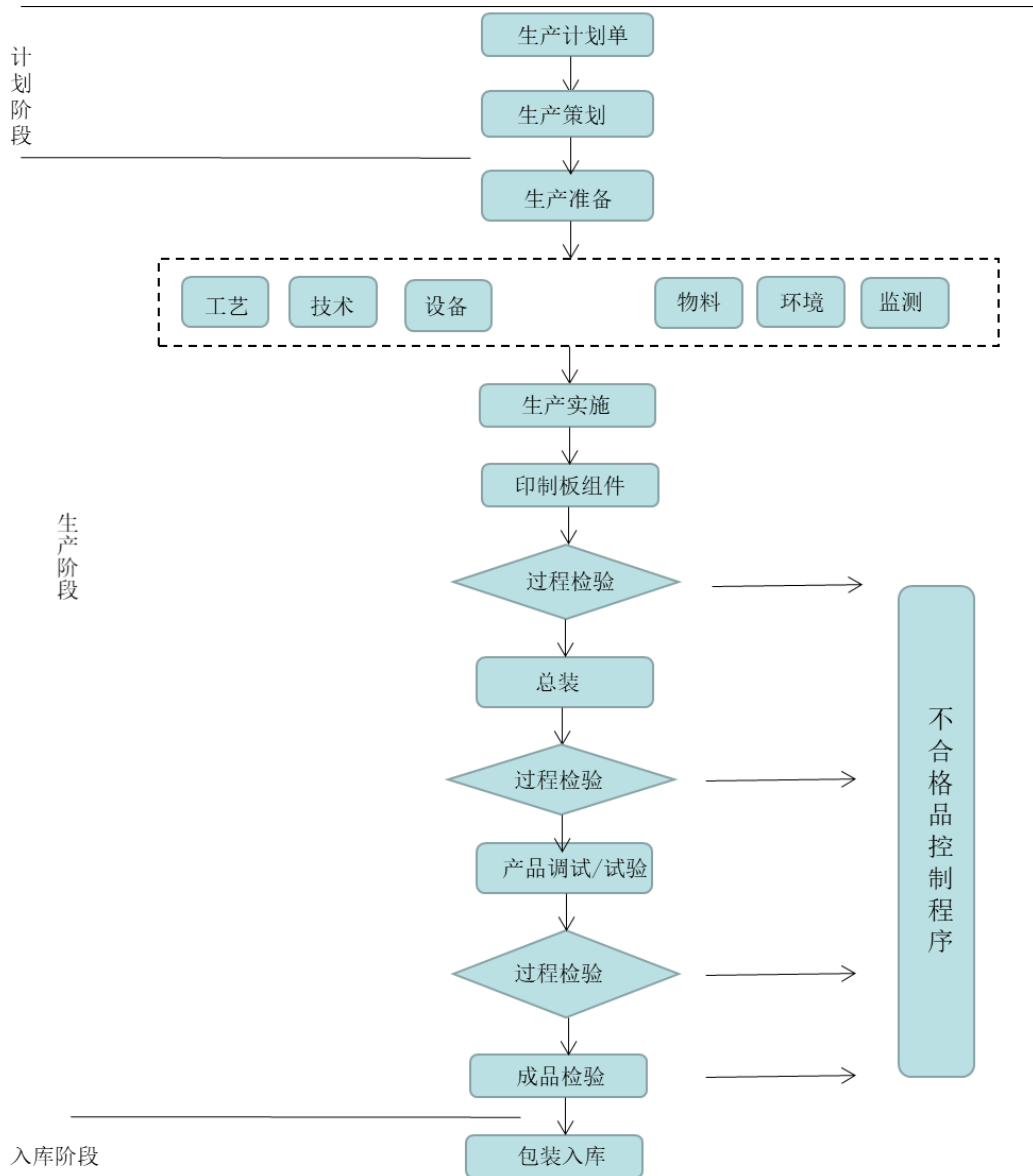 计划阶段
生产计划单
生产策划
生产准备
工艺
技术
设备
物料
环境
监测
生产实施
印制板组件
生产阶段
过程检验
总装
过程检验
产品调试/试验
过程检验
成品检验
不合格品控制程序
入库阶段
包装入库